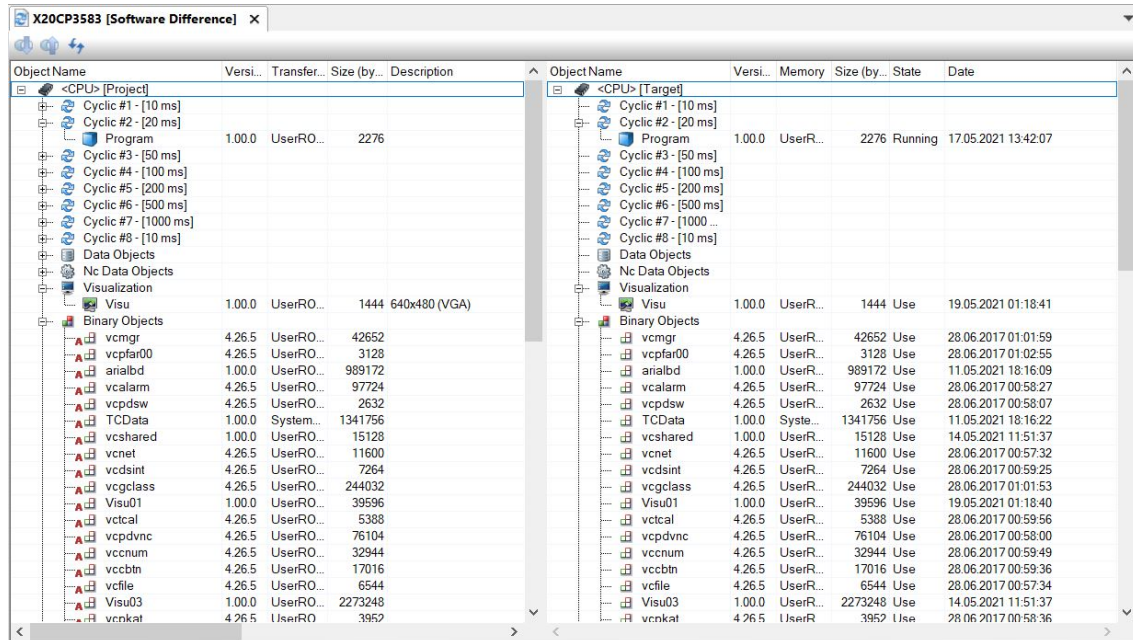 X20CP3583 [Software Difference] X
Object Name Versi... Transfer... Size (by... Description Object Name Versi... Memory Size (by... State Date
<CPU> [Project] <CPU> [Target]
Cyclic #1 - [10 ms] Cyclic #1 - [10 ms]
Cyclic #2 - [20 ms] Cyclic #2 - [20 ms]
Program 1.00.0 UserRO... 2276 Program 1.00.0 UserR... 2276 Running 17.05.2021 13:42:07
Cyclic #3 - [50 ms] Cyclic #3 - [50 ms]
Cyclic #4 - [100 ms] Cyclic #4 - [100 ms]
Cyclic #5 - [200 ms] Cyclic #5 - [200 ms]
Cyclic #6 - [500 ms] Cyclic #6 - [500 ms]
Cyclic #7 - [1000 ms] Cyclic #7 - [1000 ...
Cyclic #8 - [10 ms] Cyclic #8 - [10 ms]
Data Objects Data Objects
Nc Data Objects Nc Data Objects
Visualization Visualization
Visu 1.00.0 UserRO... 1444 640x480 (VGA) Visu 1.00.0 UserR... 1444 Use 19.05.2021 01:18:41
Binary Objects Binary Objects
A vcmgr 4.26.5 UserRO... 42652 vcmgr 4.26.5 UserR... 42652 Use 28.06.2017 01:01:59
A vcpfar00 4.26.5 UserRO... 3128 vcpfar00 4.26.5 UserR... 3128 Use 28.06.2017 01:02:55
A arialbd 1.00.0 UserRO... 989172 arialbd 1.00.0 UserR... 989172 Use 11.05.2021 18:16:09
A vcalarm 4.26.5 UserRO... 97724 vcalarm 4.26.5 UserR... 97724 Use 28.06.2017 00:58:27
A vcpdsw 4.26.5 UserRO... 2632 vcpdsw 4.26.5 UserR... 2632 Use 28.06.2017 00:58:07
A TCData 1.00.0 System... 1341756 TCData 1.00.0 Syste... 1341756 Use 11.05.2021 18:16:22
A vcshared 1.00.0 UserRO... 15128 vcshared 1.00.0 UserR... 15128 Use 14.05.2021 11:51:37
A vcnet 4.26.5 UserRO... 11600 vcnet 4.26.5 UserR... 11600 Use 28.06.2017 00:57:32
A vcdsint 4.26.5 UserRO... 7264 vcdsint 4.26.5 UserR... 7264 Use 28.06.2017 00:59:25
A vcgclass 4.26.5 UserRO... 244032 vcgclass 4.26.5 UserR... 244032 Use 28.06.2017 01:01:53
A Visu01 1.00.0 UserRO... 39596 Visu01 1.00.0 UserR... 39596 Use 19.05.2021 01:18:40
A vctcal 4.26.5 UserRO... 5388 vctcal 4.26.5 UserR... 5388 Use 28.06.2017 00:59:56
A vcpdvnc 4.26.5 UserRO... 76104 vcpdvnc 4.26.5 UserR... 76104 Use 28.06.2017 00:58:00
A vccnum 4.26.5 UserRO... 32944 vccnum 4.26.5 UserR... 32944 Use 28.06.2017 00:59:49
A vccbtn 4.26.5 UserRO... 17016 vccbtn 4.26.5 UserR... 17016 Use 28.06.2017 00:59:36
A vcfile 4.26.5 UserRO... 6544 vcfile 4.26.5 UserR... 6544 Use 28.06.2017 00:57:34
A Visu03 1.00.0 UserRO... 2273248 Visu03 1.00.0 UserR... 2273248 Use 14.05.2021 11:51:37
A vcpkat 4.26.5 UserRO... 3952 vcpkat 4.26.5 UserR... 3952 Use 28.06.2017 00:58:36